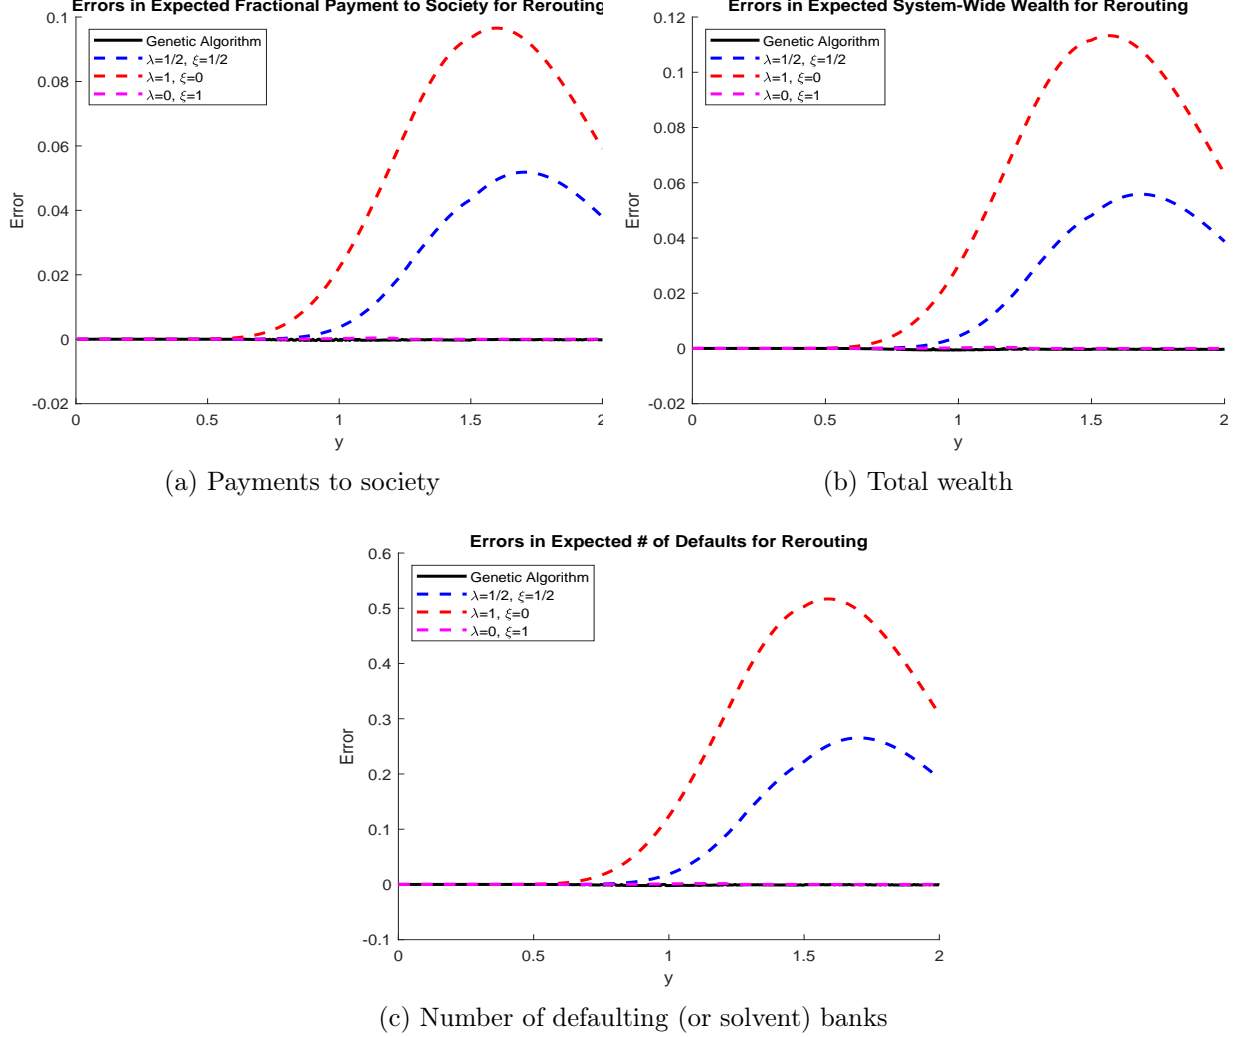 Errors in Expected Fractional Payment to Society for Rerouting
0.1
0.08
0.06
0.04
0.02
0
-0.02
Error
Genetic Algorithm
λ=1/2, ξ=1/2
λ=1, ξ=0
λ=0, ξ=1
0
0.5
1
1.5
2
y
(a) Payments to society
Errors in Expected System-Wide Wealth for Rerouting
0.12
0.1
0.08
0.06
0.04
0.02
0
-0.02
Error
Genetic Algorithm
λ=1/2, ξ=1/2
λ=1, ξ=0
λ=0, ξ=1
0
0.5
1
1.5
2
y
(b) Total wealth
Errors in Expected # of Defaults for Rerouting
0.6
0.5
0.4
0.3
0.2
0.1
0
-0.1
Error
Genetic Algorithm
λ=1/2, ξ=1/2
λ=1, ξ=0
λ=0, ξ=1
0
0.5
1
1.5
2
y
(c) Number of defaulting (or solvent) banks